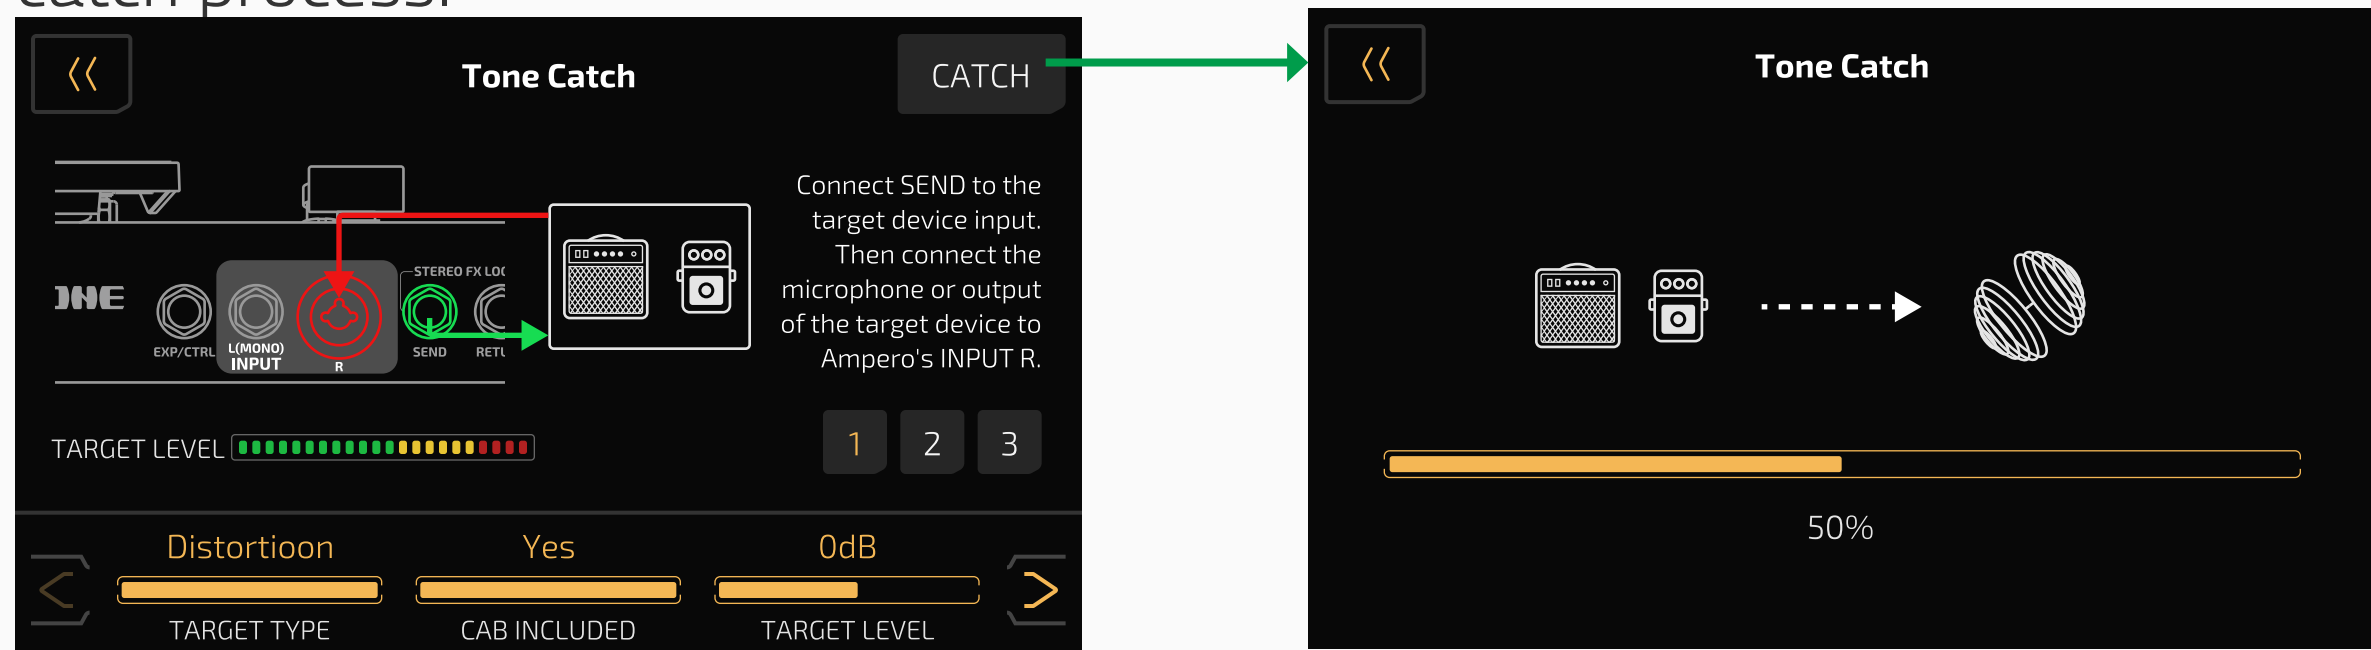 catch process.
Tone Catch
CATCH
Connect SEND to the
target device input.
Then connect the
microphone or output
of the target device to
Ampero's INPUT R.
STEREO FX LOO
EXP/CTRL
L(MONO)
INPUT
R
SEND
RETU
TARGET LEVEL
1 2 3
Distortioon Yes 0dB
TARGET TYPE CAB INCLUDED TARGET LEVEL
Tone Catch
50%